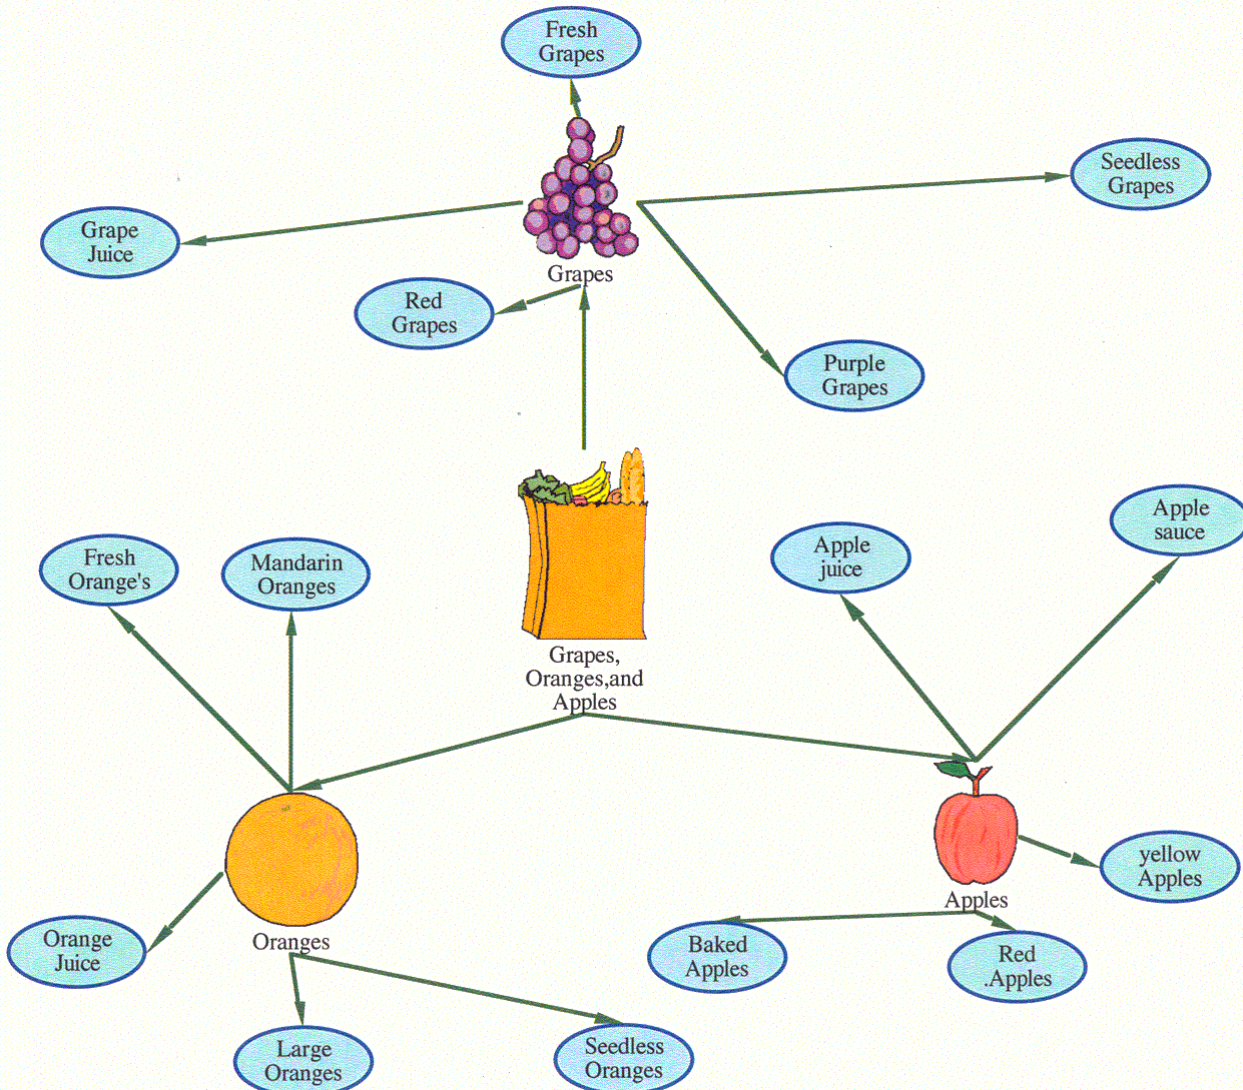 Fresh
Grapes
Seedless
Grapes
Grape
Juice
Grapes
Red
Grapes
Purple
Grapes
Apple
sauce
Apple
juice
Fresh
Orange's
Mandarin
Oranges
Grapes,
Oranges,and
Apples
yellow
Apples
Apples
Oranges
Orange
Juice
Baked
Apples
Red
.Apples
Large
Oranges
Seedless
Oranges